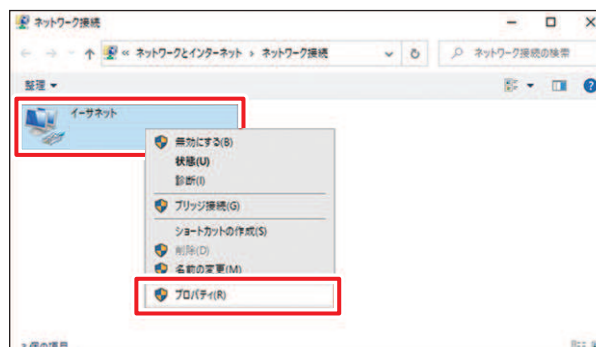 ネットワーク接続
« ネットワークとインターネット › ネットワーク接続
ネットワーク接続の検索
整理
イーサネット
無効にする(B)
状態(U)
診断(I)
ブリッジ接続(G)
ショートカットの作成(S)
削除(D)
名前の変更(M)
プロパティ(R)
個の項目